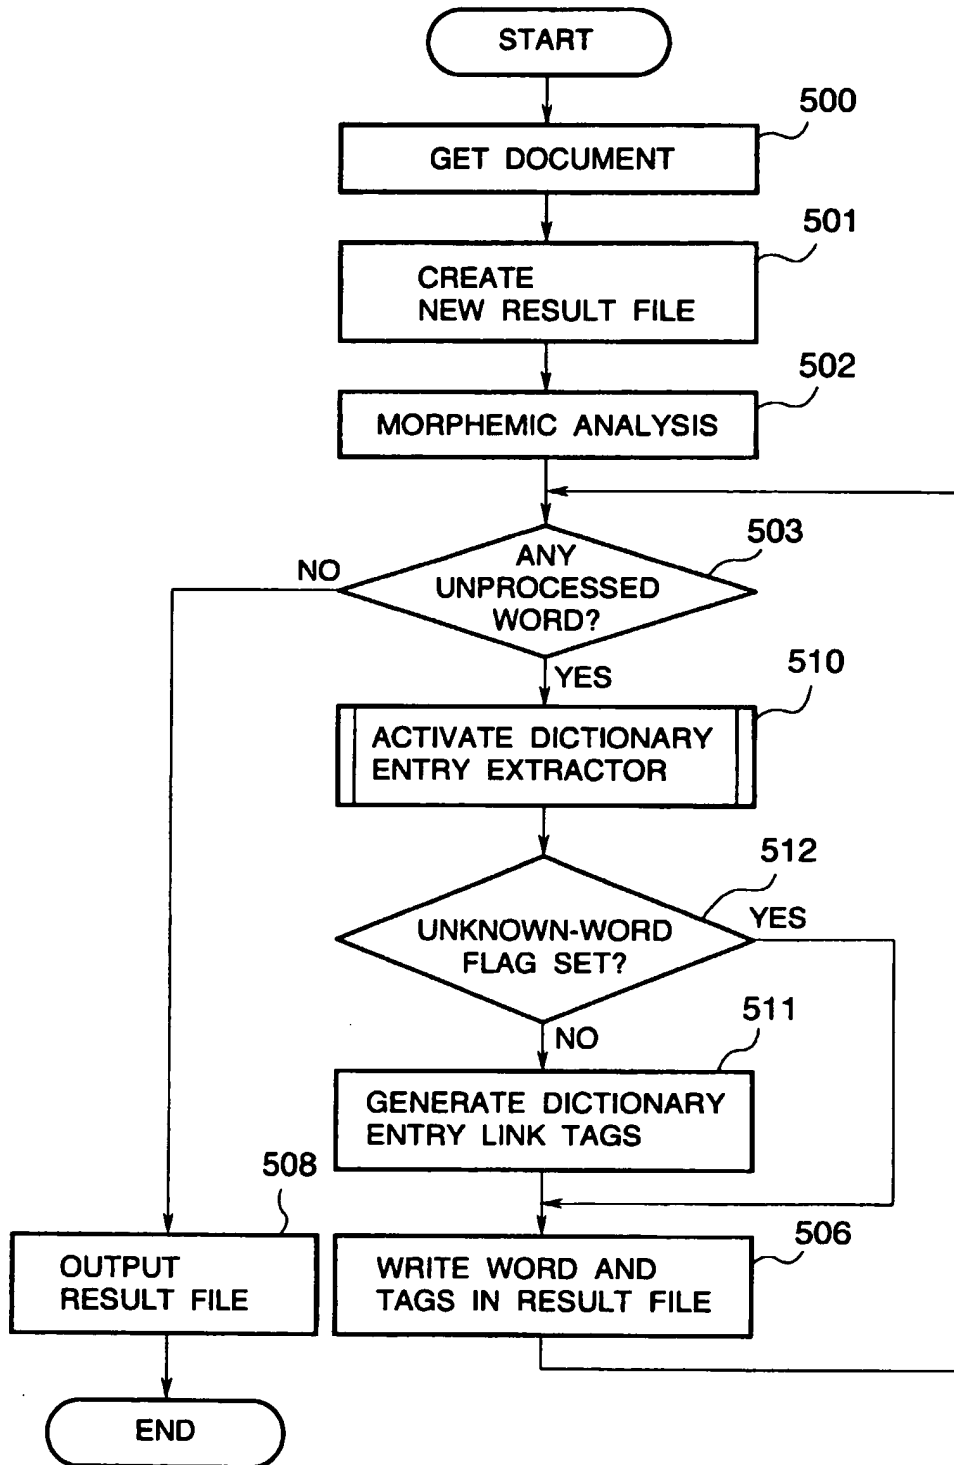 START
500
GET DOCUMENT
501
CREATE
NEW RESULT FILE
502
MORPHEMIC ANALYSIS
503
NO
ANY
UNPROCESSED
WORD?
YES
510
ACTIVATE DICTIONARY
ENTRY EXTRACTOR
512
UNKNOWN-WORD
FLAG SET?
YES
NO
511
GENERATE DICTIONARY
ENTRY LINK TAGS
508
OUTPUT
RESULT FILE
506
WRITE WORD AND
TAGS IN RESULT FILE
END